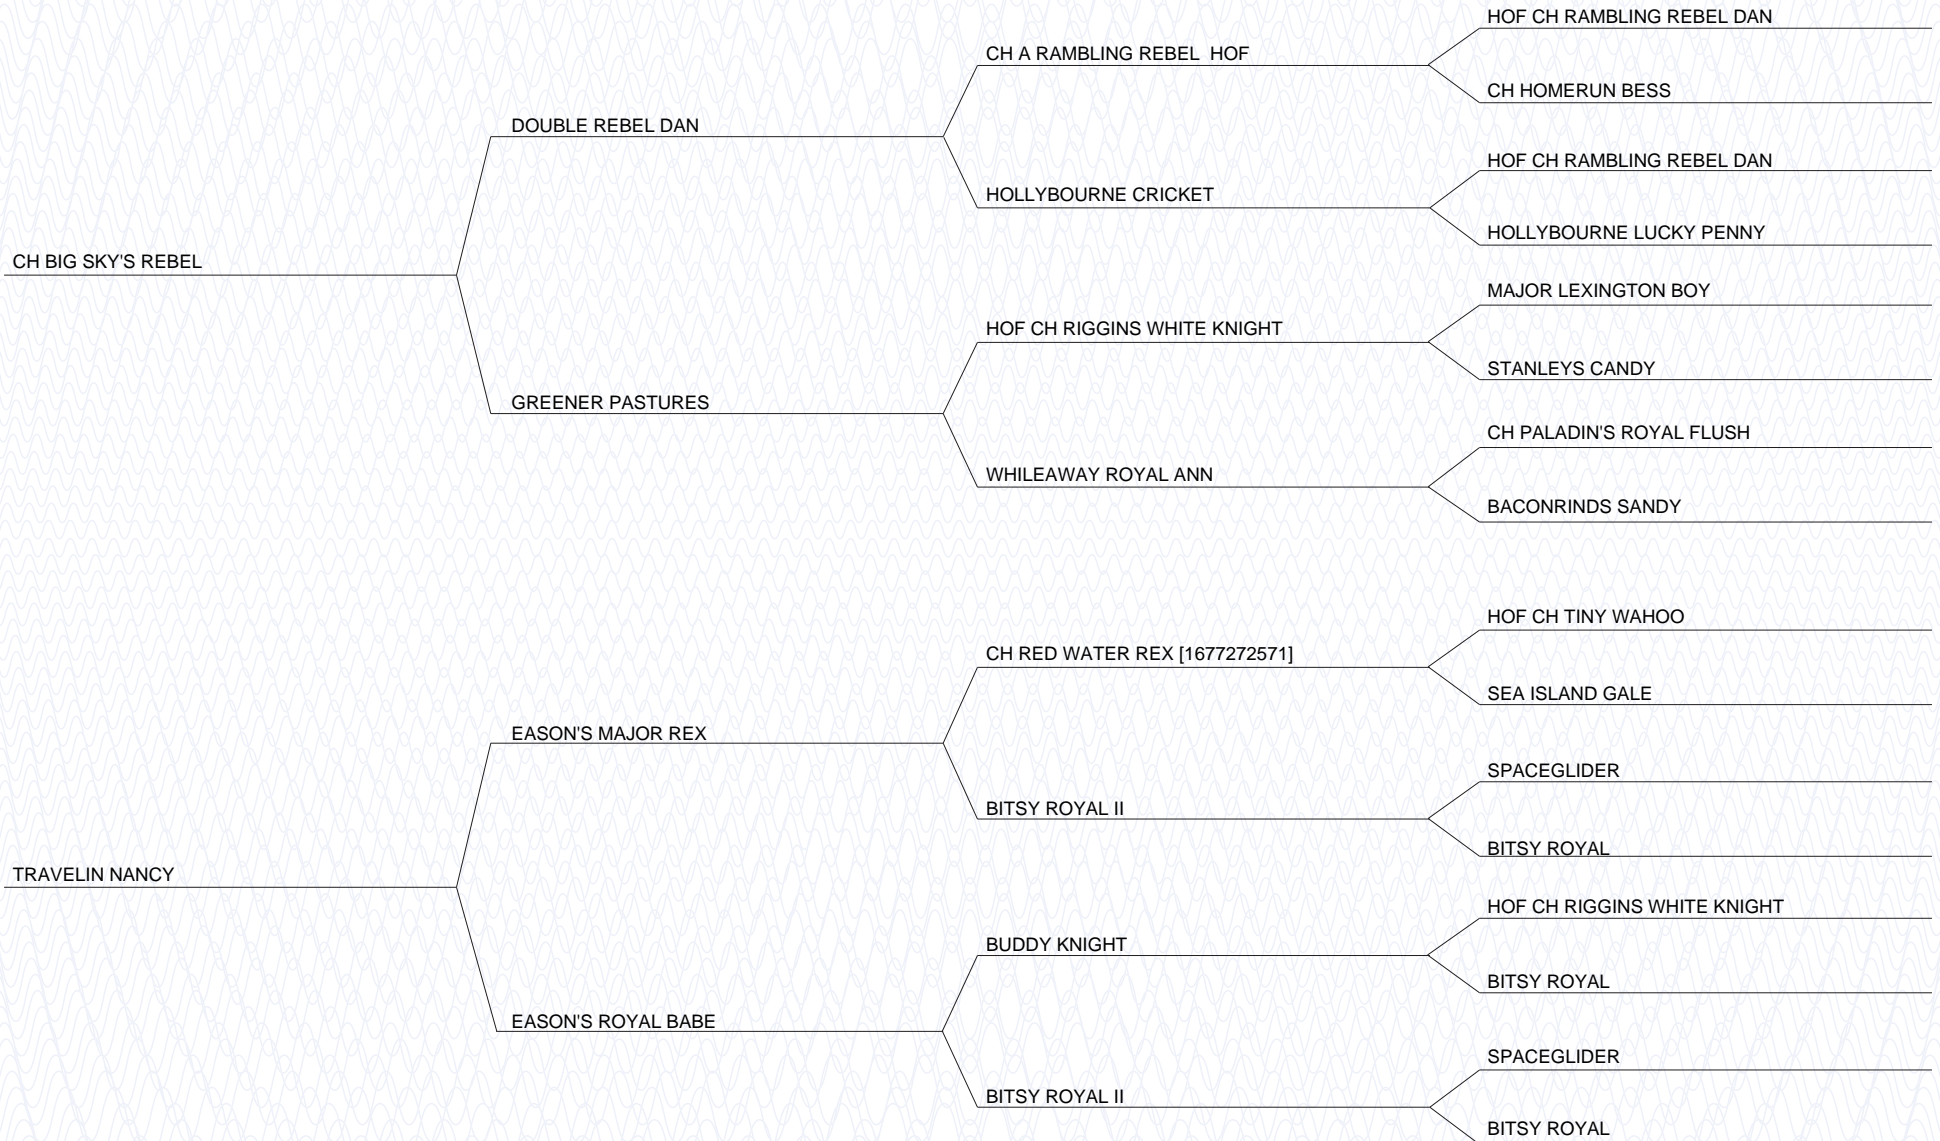 HOF CH RAMBLING REBEL DAN
CH A RAMBLING REBEL  HOF
CH HOMERUN BESS
DOUBLE REBEL DAN
HOF CH RAMBLING REBEL DAN
HOLLYBOURNE CRICKET
HOLLYBOURNE LUCKY PENNY
CH BIG SKY'S REBEL
MAJOR LEXINGTON BOY
HOF CH RIGGINS WHITE KNIGHT
STANLEYS CANDY
GREENER PASTURES
CH PALADIN'S ROYAL FLUSH
WHILEAWAY ROYAL ANN
BACONRINDS SANDY
HOF CH TINY WAHOO
CH RED WATER REX [1677272571]
SEA ISLAND GALE
EASON'S MAJOR REX
SPACEGLIDER
BITSY ROYAL II
BITSY ROYAL
TRAVELIN NANCY
HOF CH RIGGINS WHITE KNIGHT
BUDDY KNIGHT
BITSY ROYAL
EASON'S ROYAL BABE
SPACEGLIDER
BITSY ROYAL II
BITSY ROYAL